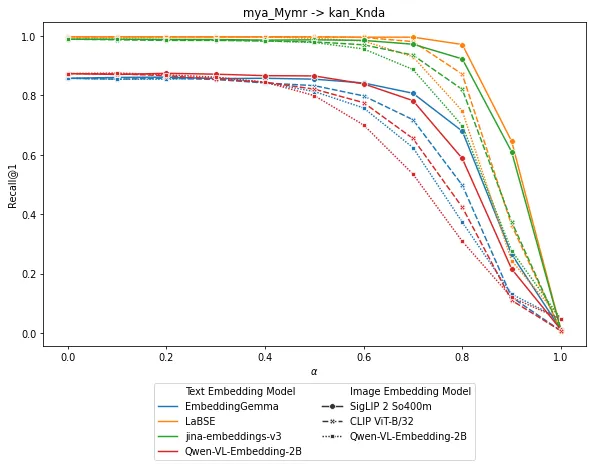 mya_Mymr -> kan_Knda
1.0
0.8
0.6
0.4
0.2
0.0
Recall@1
0.0 0.2 0.4 0.6 0.8 1.0
α
Text Embedding Model Image Embedding Model
EmbeddingGemma SigLIP 2 So400m
LaBSE CLIP ViT-B/32
jina-embeddings-v3 Qwen-VL-Embedding-2B
Qwen-VL-Embedding-2B